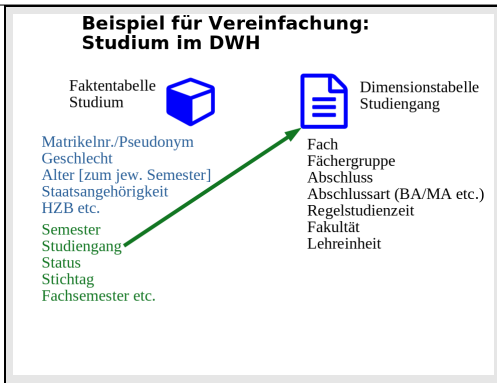 Beispiel für Vereinfachung:
Studium im DWH
Faktentabelle
Studium
Matrikelnr./Pseudonym
Geschlecht
Alter [zum jew. Semester]
Staatsangehörigkeit
HZB etc.
Semester
Studiengang
Status
Stichtag
Fachsemester etc.
Dimensionstabelle
Studiengang
Fach
Fächergruppe
Abschluss
Abschlussart (BA/MA etc.)
Regelstudienzeit
Fakultät
Lehreinheit